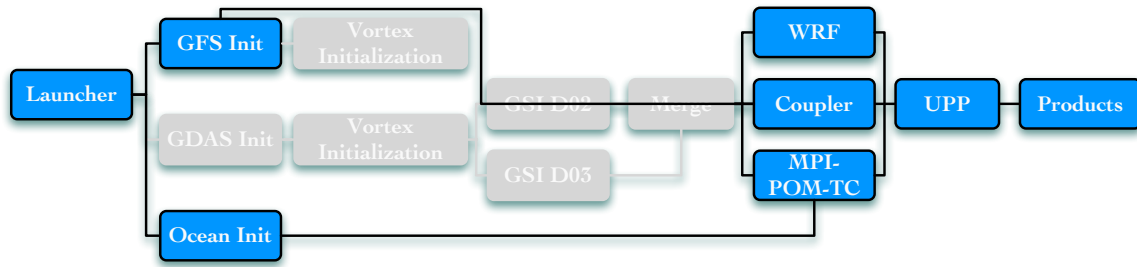 Launcher
GFS Init
Vortex
Initialization
GDAS Init
Vortex
Initialization
Ocean Init
GSI D02
GSI D03
Merge
WRF
Coupler
MPI-
POM-TC
UPP
Products